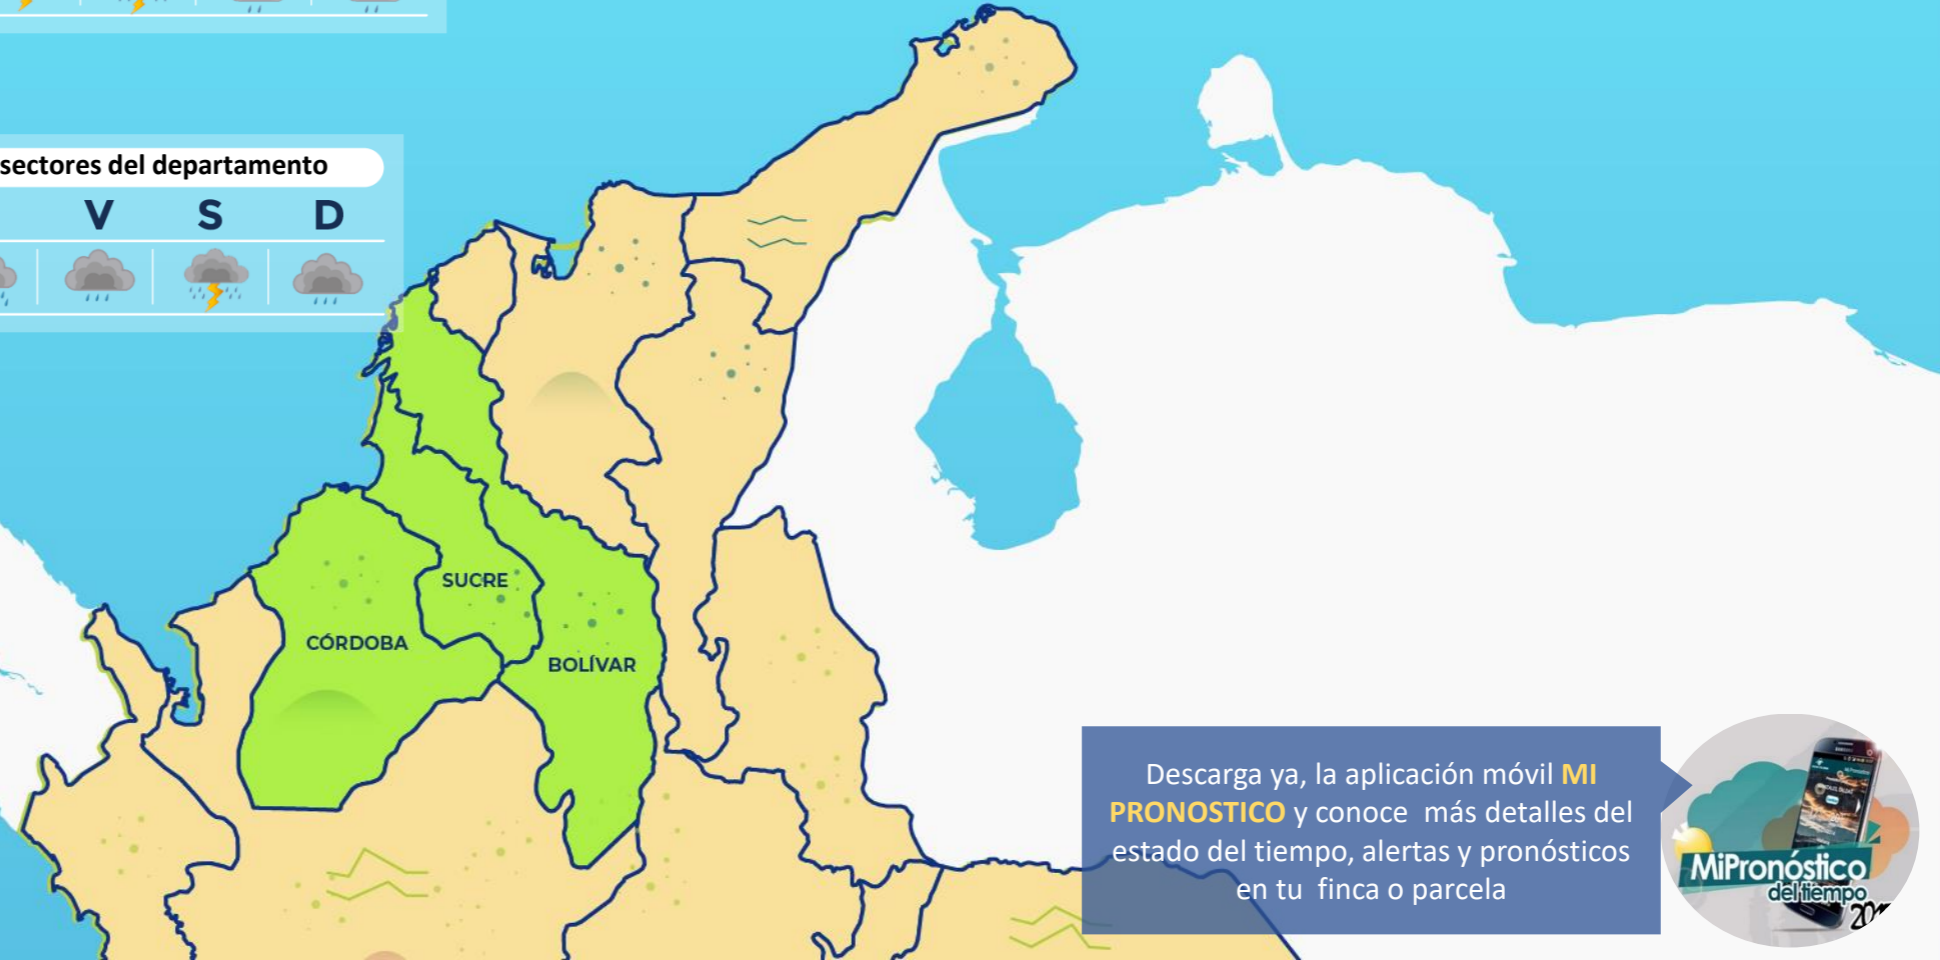 sectores del departamento
V S D
SUCRE
CÓRDOBA
BOLÍVAR
Descarga ya, la aplicación móvil MI
PRONOSTICO y conoce más detalles del
estado del tiempo, alertas y pronósticos
en tu finca o parcela
MiPronóstico
del tiempo